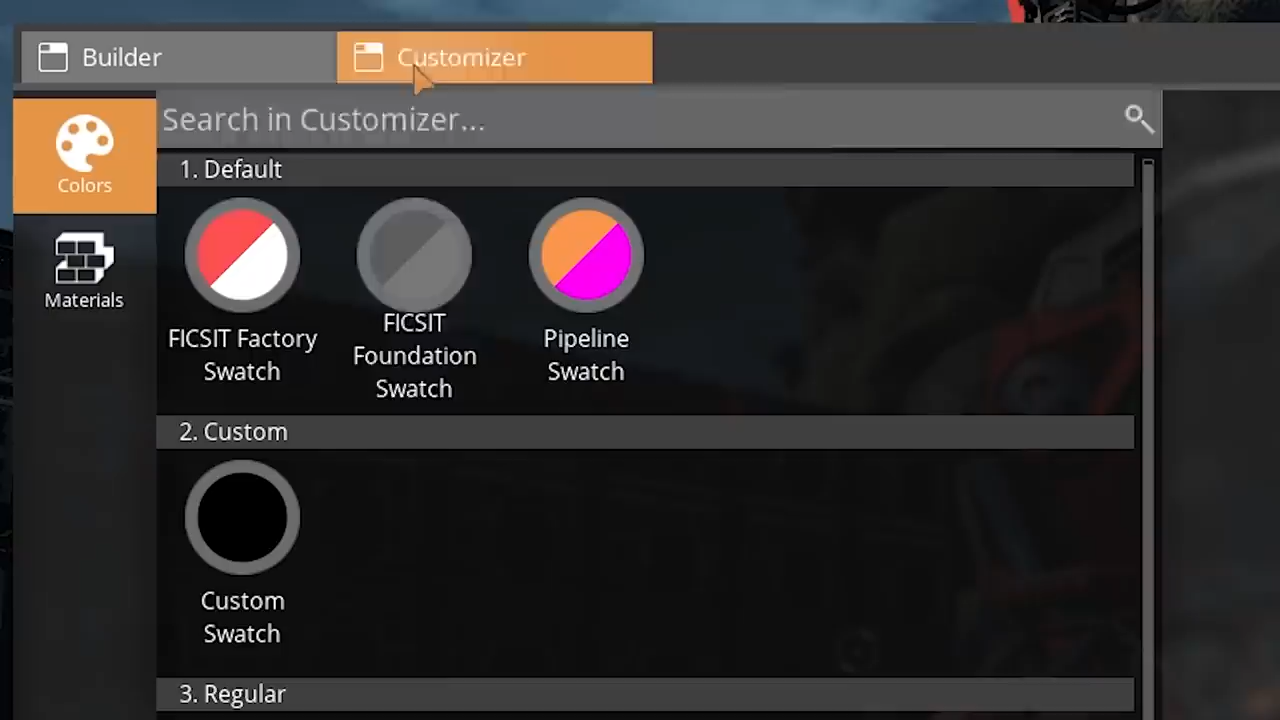 Builder
Customizer
Search in Customizer...
Colors
Materials
1. Default
FICSIT Factory
Swatch
FICSIT
Foundation
Swatch
Pipeline
Swatch
2. Custom
Custom
Swatch
3. Regular